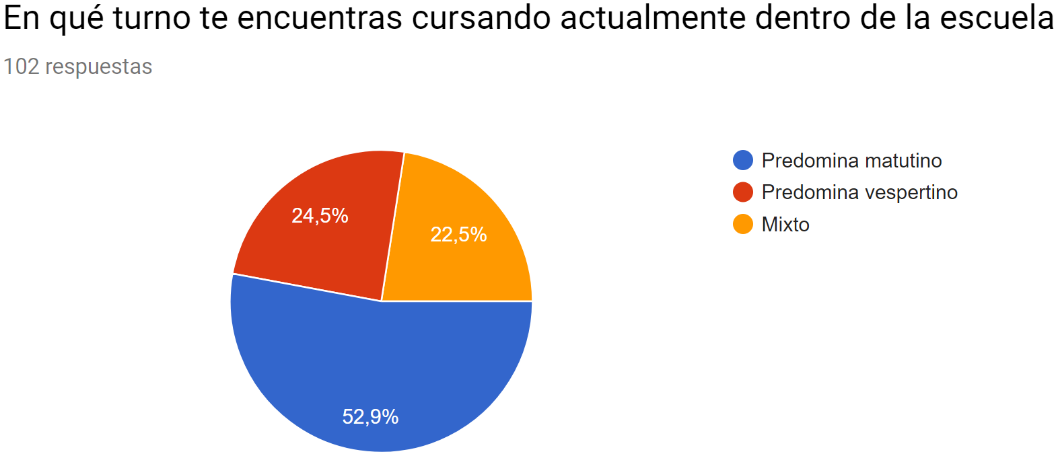 En qué turno te encuentras cursando actualmente dentro de la escuela
102 respuestas
Predomina matutino
Predomina vespertino
Mixto
24,5%
22,5%
52,9%